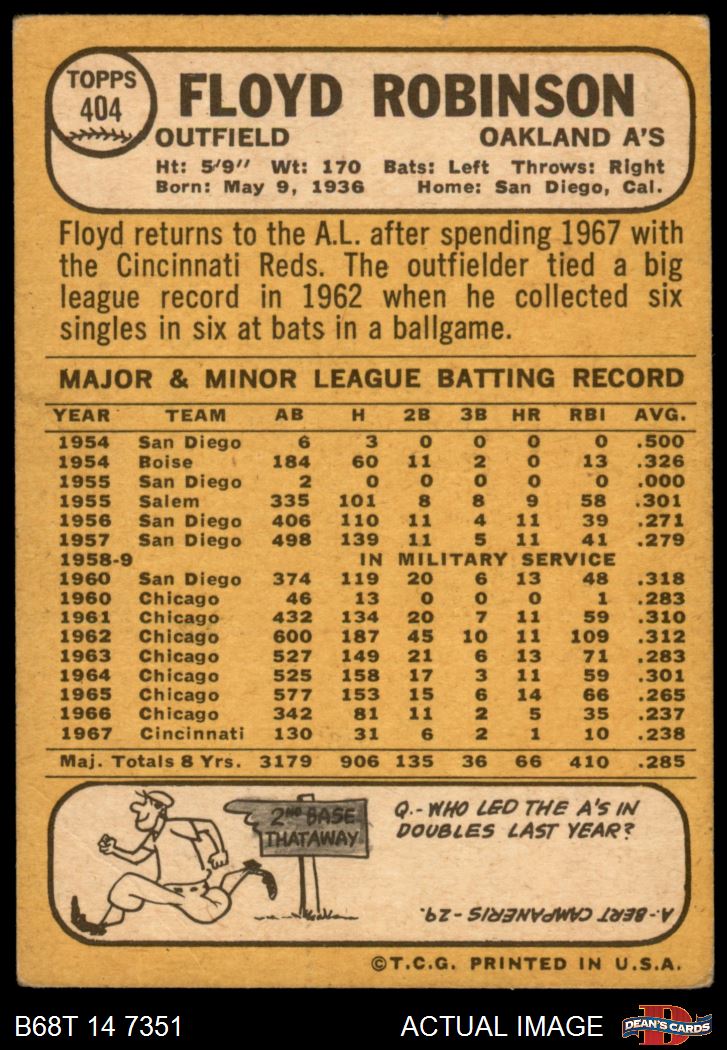 TOPPS
404
FLOYD ROBINSON
OUTFIELD OAKLAND A'S
Ht: 5'9'' Wt: 170 Bats: Left Throws: Right
Born: May 9, 1936 Home: San Diego, Cal.
Floyd returns to the A.L. after spending 1967 with
the Cincinnati Reds. The outfielder tied a big
league record in 1962 when he collected six
singles in six at bats in a ballgame.
MAJOR & MINOR LEAGUE BATTING RECORD
YEAR TEAM AB H 2B 3B HR RBI AVG.
1954 San Diego 6 3 0 0 0 0 .500
1954 Boise 184 60 11 2 0 13 .326
1955 San Diego 2 0 0 0 0 0 .000
1955 Salem 335 101 8 8 9 58 .301
1956 San Diego 406 110 11 4 11 39 .271
1957 San Diego 498 139 11 5 11 41 .279
1958-9 IN MILITARY SERVICE
1960 San Diego 374 119 20 6 13 48 .318
1960 Chicago 46 13 0 0 0 1 .283
1961 Chicago 432 134 20 7 11 59 .310
1962 Chicago 600 187 45 10 11 109 .312
1963 Chicago 527 149 21 6 13 71 .283
1964 Chicago 525 158 17 3 11 59 .301
1965 Chicago 577 153 15 6 14 66 .265
1966 Chicago 342 81 11 2 5 35 .237
1967 Cincinnati 130 31 6 2 1 10 .238
Maj. Totals 8 Yrs. 3179 906 135 36 66 410 .285
2ND BASE
THATAWAY
Q.-WHO LED THE A'S IN
DOUBLES LAST YEAR?
A-BERT CAMPANERIS-29.
©T.C.G. PRINTED IN U.S.A.
B68T 14 7351 ACTUAL IMAGE
D
DEAN'S CARDS